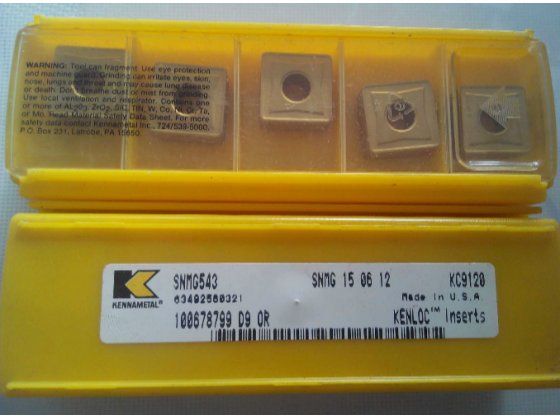 WARNING: Tool can fragment. Use eye protection
and machine guard. Grinding can irritate eyes, skin,
nose, lungs and throat and may cause lung disease
or death. Don't breathe dust or mist from grinding.
Use local ventilation and respirator. Contains one
or more of Al2O3, ZrO2, SiC, TiN, W, Co, Ni, Cr, Ta,
or Mo. Read Material Safety Data Sheet. For more
safety data contact Kennametal Inc., 724/539-5000,
P.O. Box 231, Latrobe, PA 15650.
KENNAMETAL®
SNMG543 SNMG 15 06 12 KC9120
Made in U.S.A.
100678799 D9 OR KENLOC™ Inserts